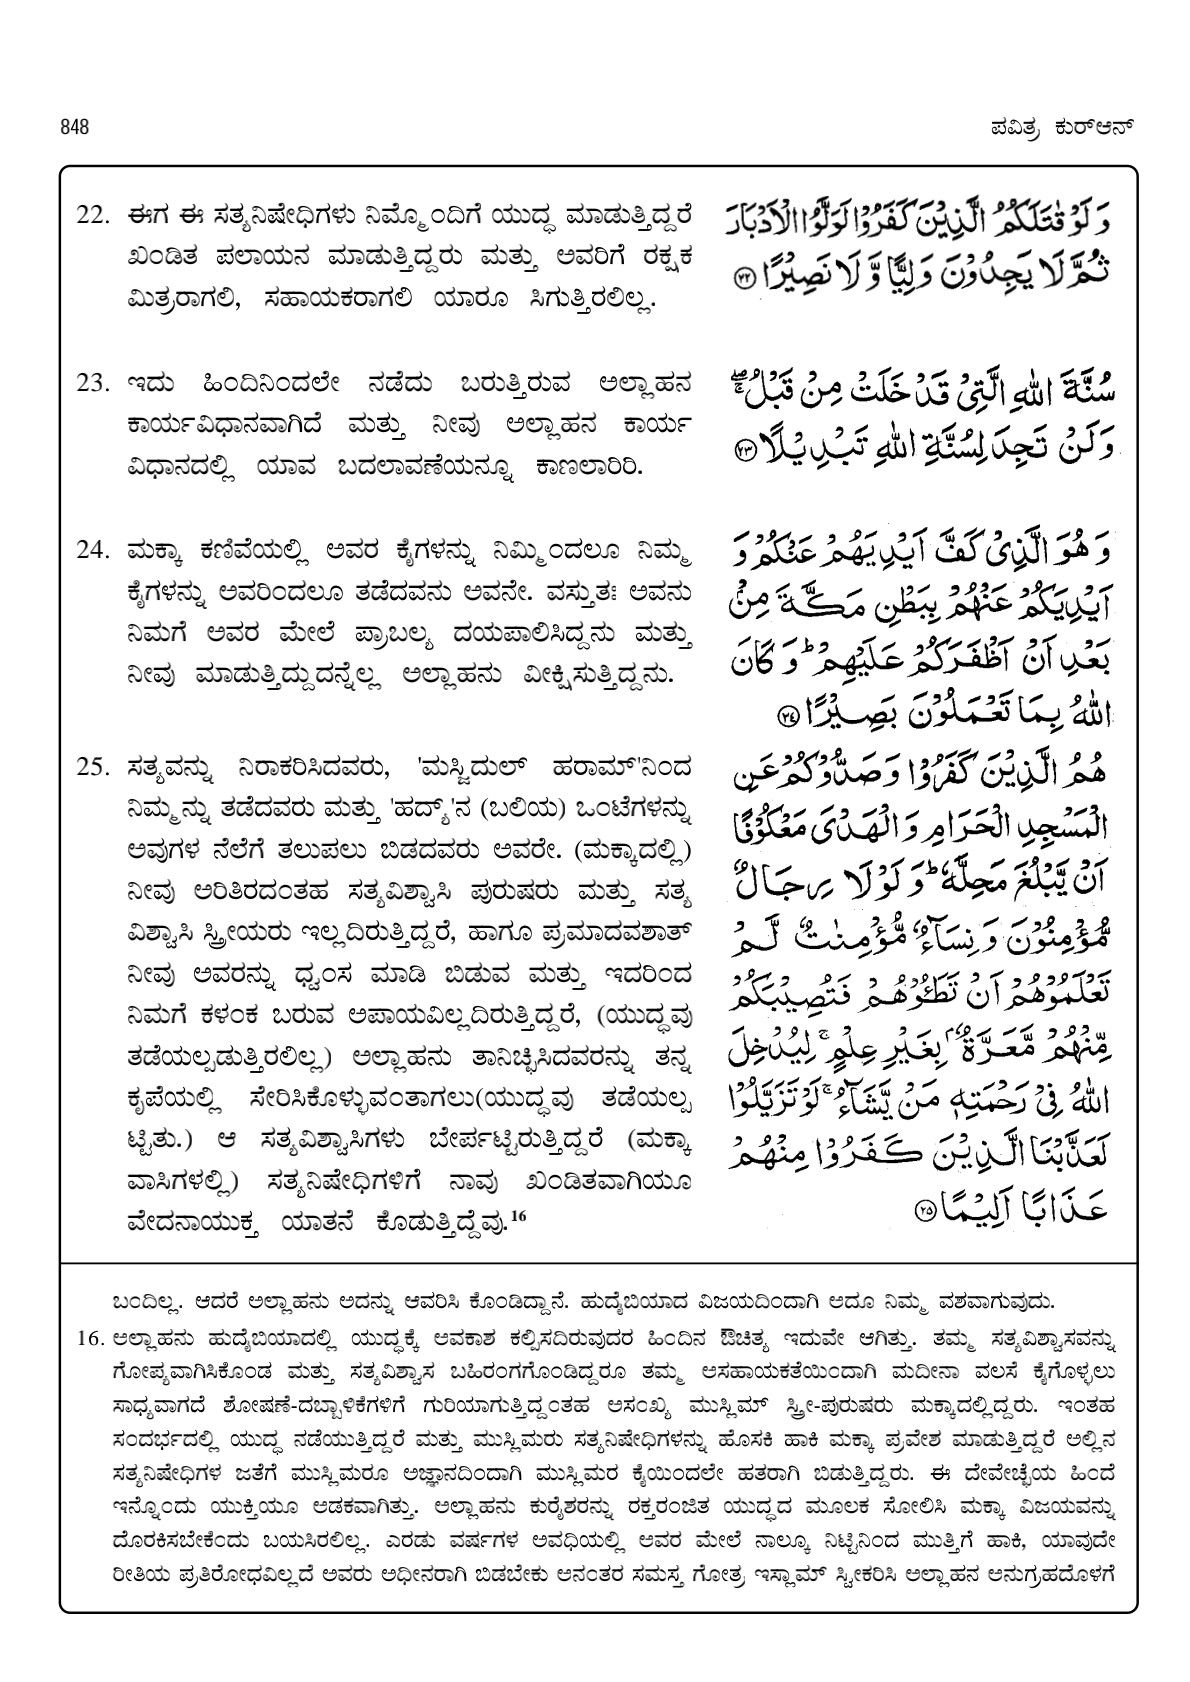 848
ಪವಿತ್ರ ಕುರ್‌ಆನ್
22. ಈಗ ಈ ಸತ್ಯನಿಷೇಧಿಗಳು ನಿಮ್ಮೊಂದಿಗೆ ಯುದ್ಧ ಮಾಡುತ್ತಿದ್ದರೆ
ಖಂಡಿತ ಪಲಾಯನ ಮಾಡುತ್ತಿದ್ದರು ಮತ್ತು ಅವರಿಗೆ ರಕ್ಷಕ
ಮಿತ್ರರಾಗಲಿ, ಸಹಾಯಕರಾಗಲಿ ಯಾರೂ ಸಿಗುತ್ತಿರಲಿಲ್ಲ.
وَلَوْ قٰتَلَكُمُ الَّذِيْنَ كَفَرُوْا لَوَلَّوُا الْاَدْبَارَ
ثُمَّ لَا يَجِدُوْنَ وَلِيًّا وَّ لَا نَصِيْرًا ۝٢٢
23. ಇದು ಹಿಂದಿನಿಂದಲೇ ನಡೆದು ಬರುತ್ತಿರುವ ಅಲ್ಲಾಹನ
ಕಾರ್ಯವಿಧಾನವಾಗಿದೆ ಮತ್ತು ನೀವು ಅಲ್ಲಾಹನ ಕಾರ್ಯ
ವಿಧಾನದಲ್ಲಿ ಯಾವ ಬದಲಾವಣೆಯನ್ನೂ ಕಾಣಲಾರಿರಿ.
سُنَّةَ اللّٰهِ الَّتِيْ قَدْ خَلَتْ مِنْ قَبْلُ ۖۚ
وَلَنْ تَجِدَ لِسُنَّةِ اللّٰهِ تَبْدِيْلًا ۝٢٣
24. ಮಕ್ಕಾ ಕಣಿವೆಯಲ್ಲಿ ಅವರ ಕೈಗಳನ್ನು ನಿಮ್ಮಿಂದಲೂ ನಿಮ್ಮ
ಕೈಗಳನ್ನು ಅವರಿಂದಲೂ ತಡೆದವನು ಅವನೇ. ವಸ್ತುತಃ ಅವನು
ನಿಮಗೆ ಅವರ ಮೇಲೆ ಪ್ರಾಬಲ್ಯ ದಯಪಾಲಿಸಿದ್ದನು ಮತ್ತು
ನೀವು ಮಾಡುತ್ತಿದ್ದುದನ್ನೆಲ್ಲ ಅಲ್ಲಾಹನು ವೀಕ್ಷಿಸುತ್ತಿದ್ದನು.
وَ هُوَ الَّذِيْ كَفَّ اَيْدِيَهُمْ عَنْكُمْ وَ
اَيْدِيَكُمْ عَنْهُمْ بِبَطْنِ مَكَّةَ مِنْۢ
بَعْدِ اَنْ اَظْفَرَكُمْ عَلَيْهِمْ ؕ وَ كَانَ
اللّٰهُ بِمَا تَعْمَلُوْنَ بَصِيْرًا ۝٢٤
25. ಸತ್ಯವನ್ನು ನಿರಾಕರಿಸಿದವರು, 'ಮಸ್ಜಿದುಲ್ ಹರಾಮ್'ನಿಂದ
ನಿಮ್ಮನ್ನು ತಡೆದವರು ಮತ್ತು 'ಹದ್ಯ್'ನ (ಬಲಿಯ) ಒಂಟೆಗಳನ್ನು
ಅವುಗಳ ನೆಲೆಗೆ ತಲುಪಲು ಬಿಡದವರು ಅವರೇ. (ಮಕ್ಕಾದಲ್ಲಿ)
ನೀವು ಅರಿತಿರದಂತಹ ಸತ್ಯವಿಶ್ವಾಸಿ ಪುರುಷರು ಮತ್ತು ಸತ್ಯ
ವಿಶ್ವಾಸಿ ಸ್ತ್ರೀಯರು ಇಲ್ಲದಿರುತ್ತಿದ್ದರೆ, ಹಾಗೂ ಪ್ರಮಾದವಶಾತ್
ನೀವು ಅವರನ್ನು ಧ್ವಂಸ ಮಾಡಿ ಬಿಡುವ ಮತ್ತು ಇದರಿಂದ
ನಿಮಗೆ ಕಳಂಕ ಬರುವ ಅಪಾಯವಿಲ್ಲದಿರುತ್ತಿದ್ದರೆ, (ಯುದ್ಧವು
ತಡೆಯಲ್ಪಡುತ್ತಿರಲಿಲ್ಲ) ಅಲ್ಲಾಹನು ತಾನಿಚ್ಛಿಸಿದವರನ್ನು ತನ್ನ
ಕೃಪೆಯಲ್ಲಿ ಸೇರಿಸಿಕೊಳ್ಳುವಂತಾಗಲು(ಯುದ್ಧವು ತಡೆಯಲ್ಪ
ಟ್ಟಿತು.) ಆ ಸತ್ಯವಿಶ್ವಾಸಿಗಳು ಬೇರ್ಪಟ್ಟಿರುತ್ತಿದ್ದರೆ (ಮಕ್ಕಾ
ವಾಸಿಗಳಲ್ಲಿ) ಸತ್ಯನಿಷೇಧಿಗಳಿಗೆ ನಾವು ಖಂಡಿತವಾಗಿಯೂ
ವೇದನಾಯುಕ್ತ ಯಾತನೆ ಕೊಡುತ್ತಿದ್ದೆವು.16
هُمُ الَّذِيْنَ كَفَرُوْا وَ صَدُّوْكُمْ عَنِ
الْمَسْجِدِ الْحَرَامِ وَ الْهَدْيَ مَعْكُوْفًا
اَنْ يَّبْلُغَ مَحِلَّهٗ ؕ وَ لَوْ لَا رِجَالٌ
مُّؤْمِنُوْنَ وَ نِسَآءٌ مُّؤْمِنٰتٌ لَّمْ
تَعْلَمُوْهُمْ اَنْ تَطَـُٔوْهُمْ فَتُصِيْبَكُمْ
مِّنْهُمْ مَّعَرَّةٌۢ بِغَيْرِ عِلْمٍ ۚ لِيُدْخِلَ
اللّٰهُ فِيْ رَحْمَتِهٖ مَنْ يَّشَآءُ ۚ لَوْ تَزَيَّلُوْا
لَعَذَّبْنَا الَّذِيْنَ كَفَرُوْا مِنْهُمْ
عَذَابًا اَلِيْمًا ۝٢٥
ಬಂದಿಲ್ಲ. ಆದರೆ ಅಲ್ಲಾಹನು ಅದನ್ನು ಆವರಿಸಿ ಕೊಂಡಿದ್ದಾನೆ. ಹುದೈಬಿಯಾದ ವಿಜಯದಿಂದಾಗಿ ಅದೂ ನಿಮ್ಮ ವಶವಾಗುವುದು.
16. ಅಲ್ಲಾಹನು ಹುದೈಬಿಯಾದಲ್ಲಿ ಯುದ್ಧಕ್ಕೆ ಅವಕಾಶ ಕಲ್ಪಿಸದಿರುವುದರ ಹಿಂದಿನ ಔಚಿತ್ಯ ಇದುವೇ ಆಗಿತ್ತು. ತಮ್ಮ ಸತ್ಯವಿಶ್ವಾಸವನ್ನು
ಗೋಪ್ಯವಾಗಿಸಿಕೊಂಡ ಮತ್ತು ಸತ್ಯವಿಶ್ವಾಸ ಬಹಿರಂಗಗೊಂಡಿದ್ದರೂ ತಮ್ಮ ಅಸಹಾಯಕತೆಯಿಂದಾಗಿ ಮದೀನಾ ವಲಸೆ ಕೈಗೊಳ್ಳಲು
ಸಾಧ್ಯವಾಗದೆ ಶೋಷಣೆ-ದಬ್ಬಾಳಿಕೆಗಳಿಗೆ ಗುರಿಯಾಗುತ್ತಿದ್ದಂತಹ ಅಸಂಖ್ಯ ಮುಸ್ಲಿಮ್ ಸ್ತ್ರೀ-ಪುರುಷರು ಮಕ್ಕಾದಲ್ಲಿದ್ದರು. ಇಂತಹ
ಸಂದರ್ಭದಲ್ಲಿ ಯುದ್ಧ ನಡೆಯುತ್ತಿದ್ದರೆ ಮತ್ತು ಮುಸ್ಲಿಮರು ಸತ್ಯನಿಷೇಧಿಗಳನ್ನು ಹೊಸಕಿ ಹಾಕಿ ಮಕ್ಕಾ ಪ್ರವೇಶ ಮಾಡುತ್ತಿದ್ದರೆ ಅಲ್ಲಿನ
ಸತ್ಯನಿಷೇಧಿಗಳ ಜತೆಗೆ ಮುಸ್ಲಿಮರೂ ಅಜ್ಞಾನದಿಂದಾಗಿ ಮುಸ್ಲಿಮರ ಕೈಯಿಂದಲೇ ಹತರಾಗಿ ಬಿಡುತ್ತಿದ್ದರು. ಈ ದೇವೇಚ್ಛೆಯ ಹಿಂದೆ
ಇನ್ನೊಂದು ಯುಕ್ತಿಯೂ ಅಡಕವಾಗಿತ್ತು. ಅಲ್ಲಾಹನು ಕುರೈಶರನ್ನು ರಕ್ತರಂಜಿತ ಯುದ್ಧದ ಮೂಲಕ ಸೋಲಿಸಿ ಮಕ್ಕಾ ವಿಜಯವನ್ನು
ದೊರಕಿಸಬೇಕೆಂದು ಬಯಸಿರಲಿಲ್ಲ. ಎರಡು ವರ್ಷಗಳ ಅವಧಿಯಲ್ಲಿ ಅವರ ಮೇಲೆ ನಾಲ್ಕೂ ನಿಟ್ಟಿನಿಂದ ಮುತ್ತಿಗೆ ಹಾಕಿ, ಯಾವುದೇ
ರೀತಿಯ ಪ್ರತಿರೋಧವಿಲ್ಲದೆ ಅವರು ಅಧೀನರಾಗಿ ಬಿಡಬೇಕು ಅನಂತರ ಸಮಸ್ತ ಗೋತ್ರ ಇಸ್ಲಾಮ್ ಸ್ವೀಕರಿಸಿ ಅಲ್ಲಾಹನ ಅನುಗ್ರಹದೊಳಗೆ